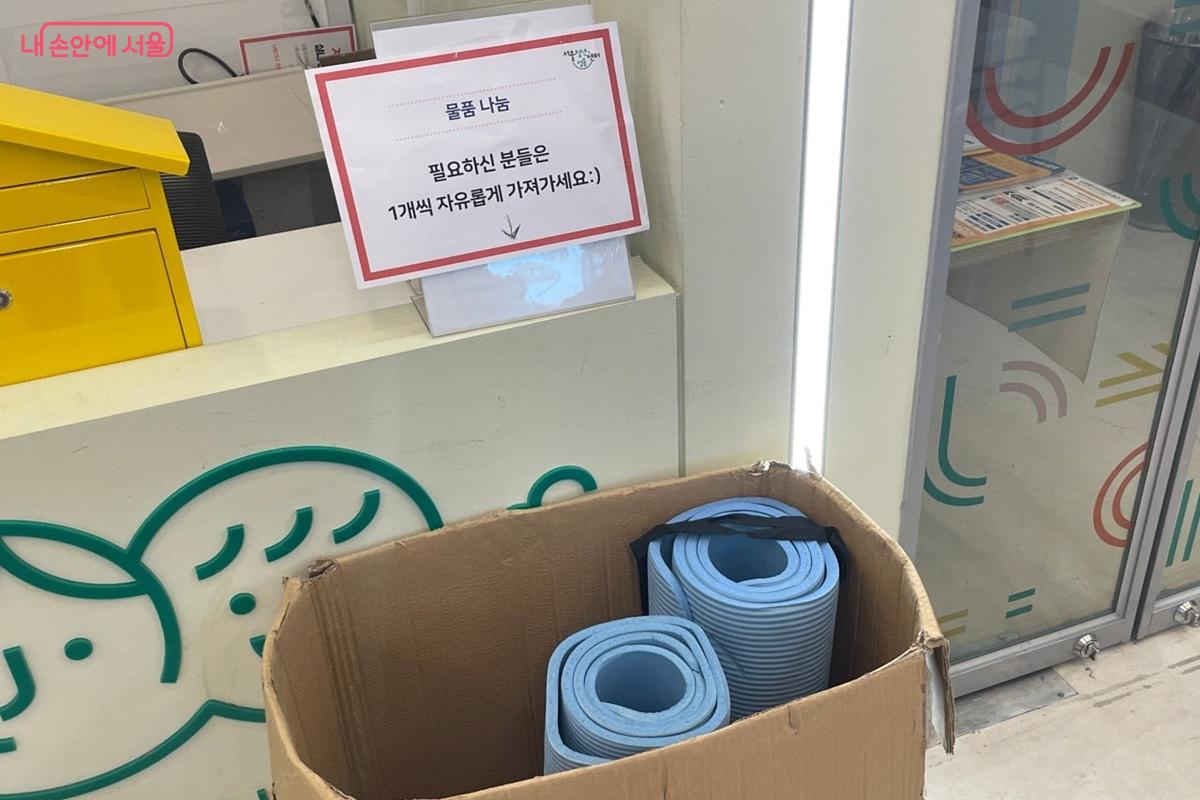 내 손안에 서울
물품 나눔
필요하신 분들은
1개씩 자유롭게 가져가세요:)